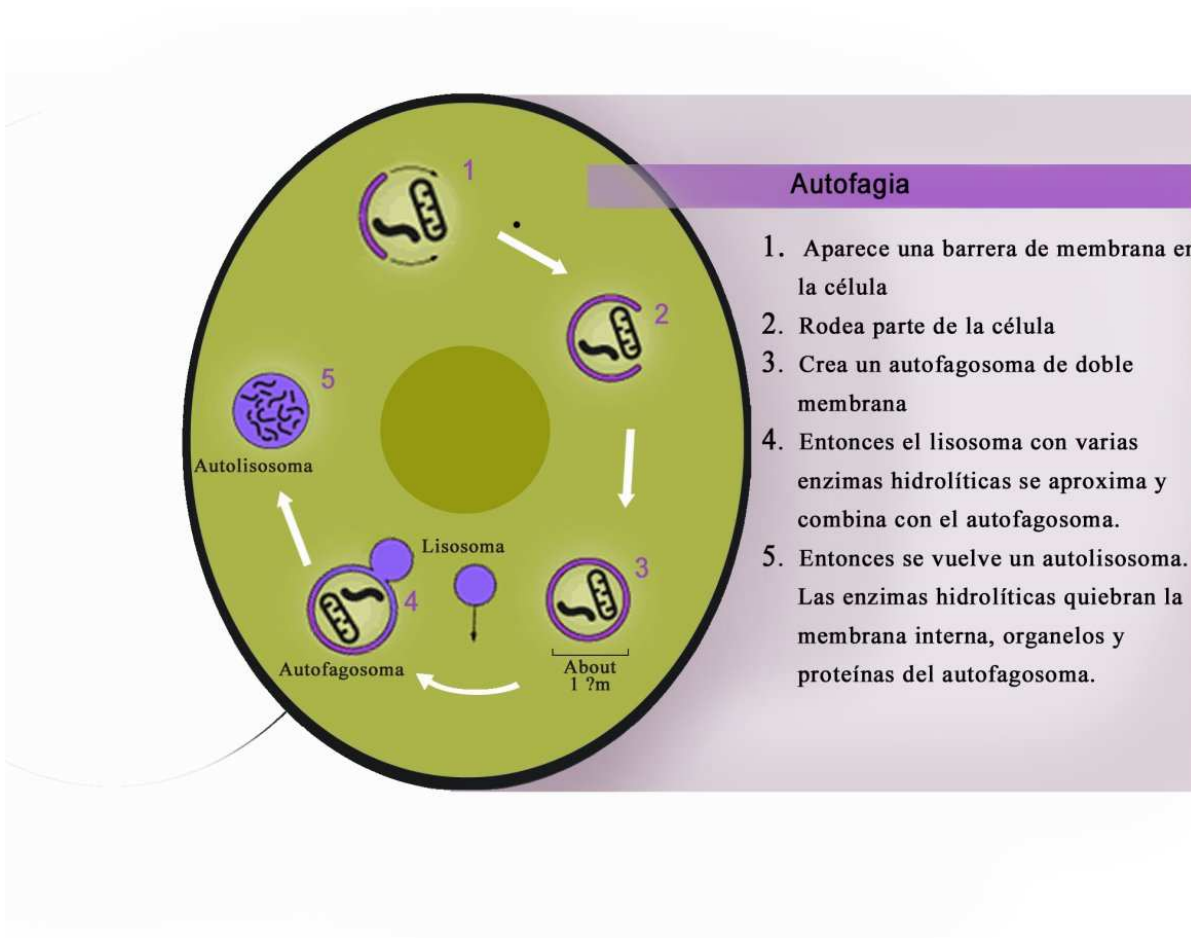 Autofagia
1. Aparece una barrera de membrana en
la célula
2. Rodea parte de la célula
3. Crea un autofagosoma de doble
membrana
4. Entonces el lisosoma con varias
enzimas hidrolíticas se aproxima y
combina con el autofagosoma.
5. Entonces se vuelve un autolisosoma.
Las enzimas hidrolíticas quiebran la
membrana interna, organelos y
proteínas del autofagosoma.
1
2
5
Autolisosoma
Lisosoma
3
4
Autofagosoma
About
1 ?m